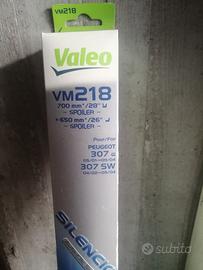 VM218
Valeo
VM218
700 mm*/28"
- SPOILER -
+650 mm*/26"
- SPOILER -
Pour/For
PEUGEOT
307
307 SW
SILENCIO
subito